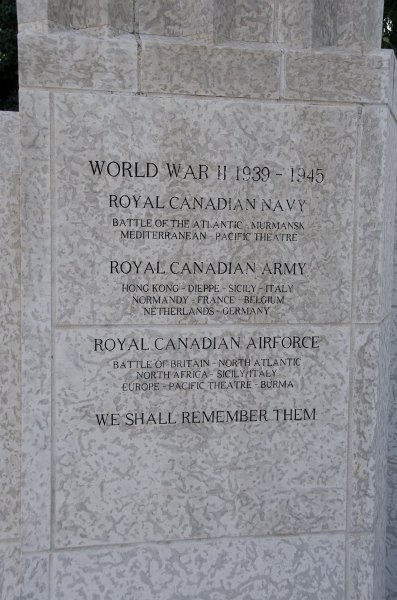 WORLD WAR II 1939 - 1945
ROYAL CANADIAN NAVY
BATTLE OF THE ATLANTIC - MURMANSK
MEDITERRANEAN - PACIFIC THEATRE
ROYAL CANADIAN ARMY
HONG KONG - DIEPPE - SICILY - ITALY
NORMANDY - FRANCE - BELGIUM
NETHERLANDS - GERMANY
ROYAL CANADIAN AIRFORCE
BATTLE OF BRITAIN - NORTH ATLANTIC
NORTH AFRICA - SICILY/ITALY
EUROPE - PACIFIC THEATRE - BURMA
WE SHALL REMEMBER THEM